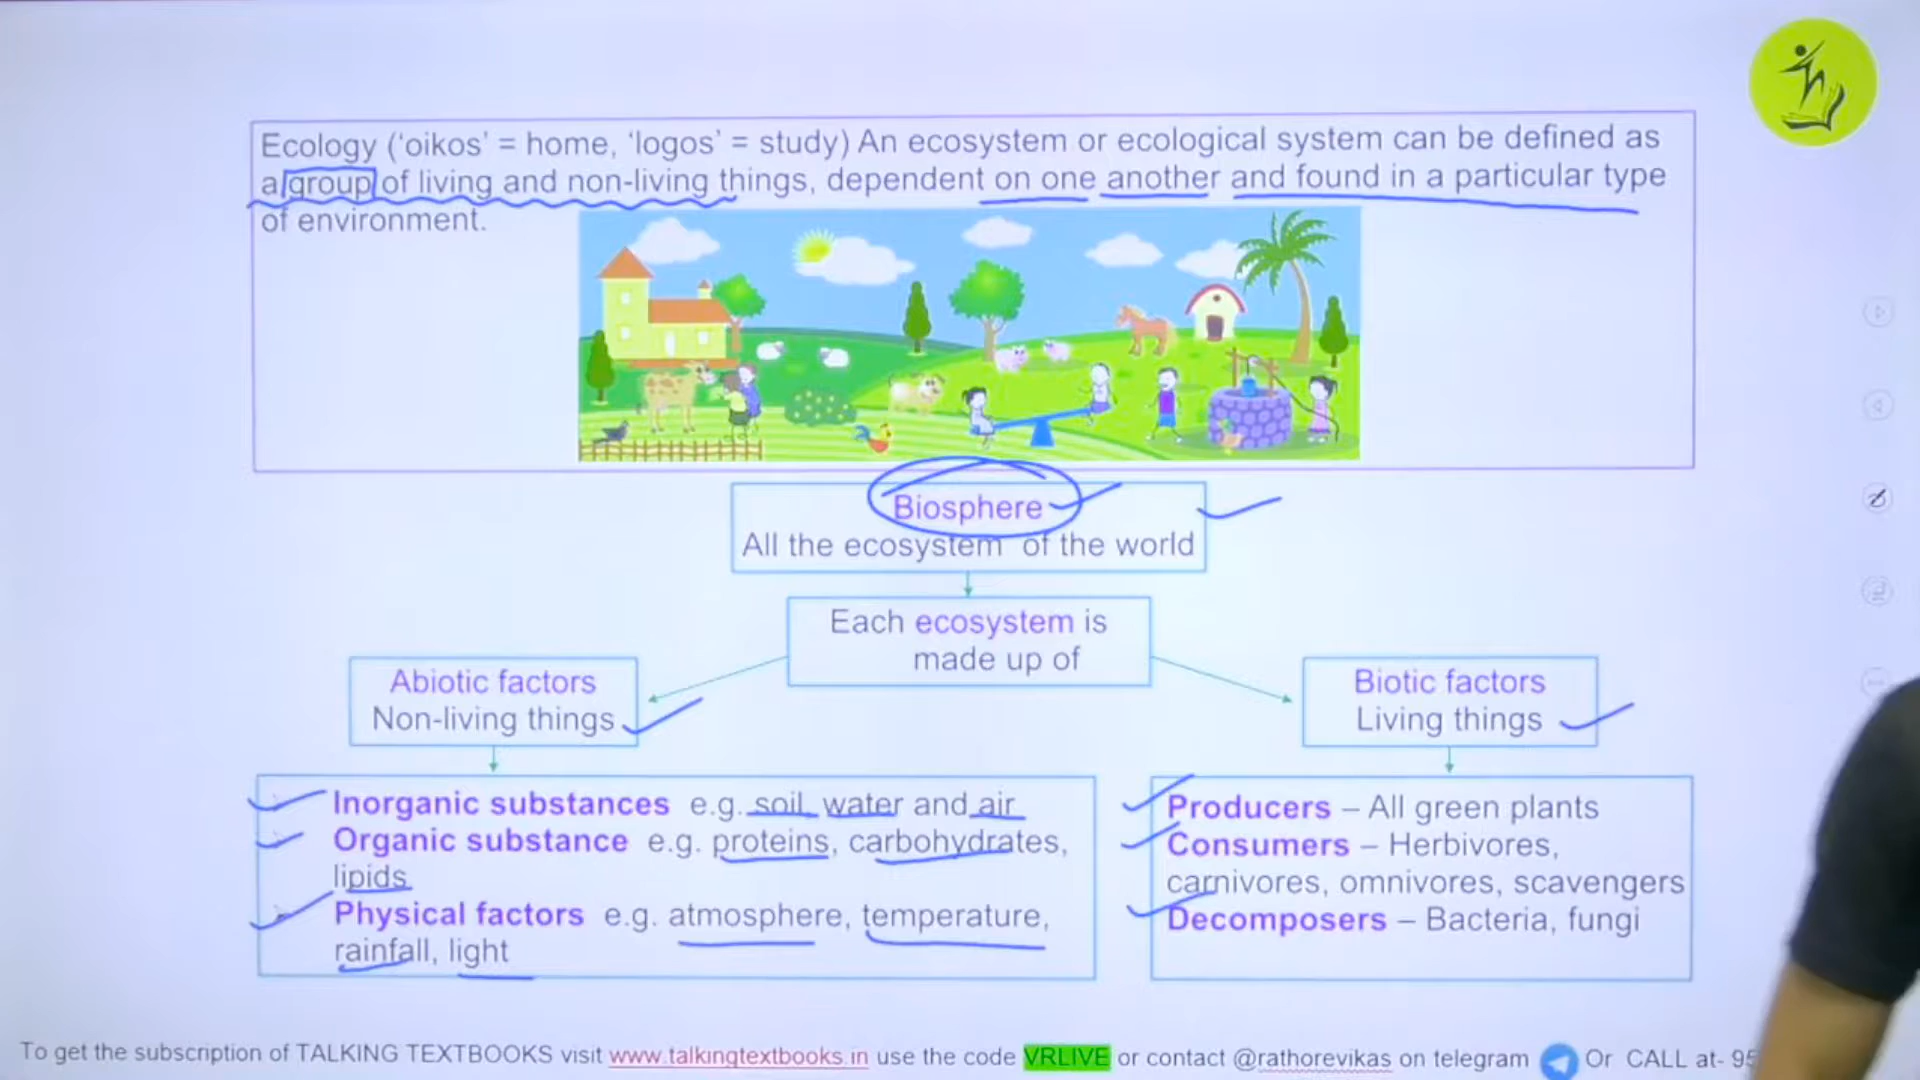 Ecology (‘oikos’ = home, ‘logos’ = study) An ecosystem or ecological system can be defined as
a group of living and non-living things, dependent on one another and found in a particular type
of environment.
Biosphere
All the ecosystem of the world
Each ecosystem is
made up of
Abiotic factors
Non-living things
Biotic factors
Living things
Inorganic substances e.g. soil, water and air
Organic substance e.g. proteins, carbohydrates,
lipids
Physical factors e.g. atmosphere, temperature,
rainfall, light
Producers – All green plants
Consumers – Herbivores,
carnivores, omnivores, scavengers
Decomposers – Bacteria, fungi
To get the subscription of TALKING TEXTBOOKS visit www.talkingtextbooks.in use the code VRLIVE or contact @rathorevikas on telegram Or CALL at- 95